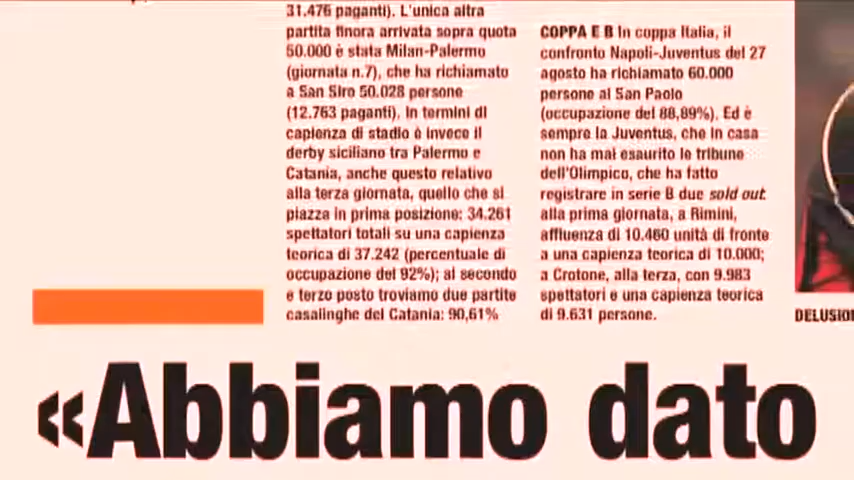 31.476 paganti). L'unica altra
partita finora arrivata sopra quota
50.000 è stata Milan-Palermo
(giornata n.7), che ha richiamato
a San Siro 50.028 persone
(12.763 paganti). In termini di
capienza di stadio è invece il
derby siciliano tra Palermo e
Catania, anche questo relativo
alla terza giornata, quello che si
piazza in prima posizione: 34.261
spettatori totali su una capienza
teorica di 37.242 (percentuale di
occupazione del 92%); al secondo
e terzo posto troviamo due partite
casalinghe del Catania: 90,61%
COPPA E B In coppa Italia, il
confronto Napoli-Juventus del 27
agosto ha richiamato 60.000
persone al San Paolo
(occupazione del 88,89%). Ed è
sempre la Juventus, che in casa
non ha mai esaurito le tribune
dell'Olimpico, che ha fatto
registrare in serie B due sold out:
alla prima giornata, a Rimini,
affluenza di 10.460 unità di fronte
a una capienza teorica di 10.000;
a Crotone, alla terza, con 9.983
spettatori e una capienza teorica
di 9.631 persone.
«Abbiamo dato